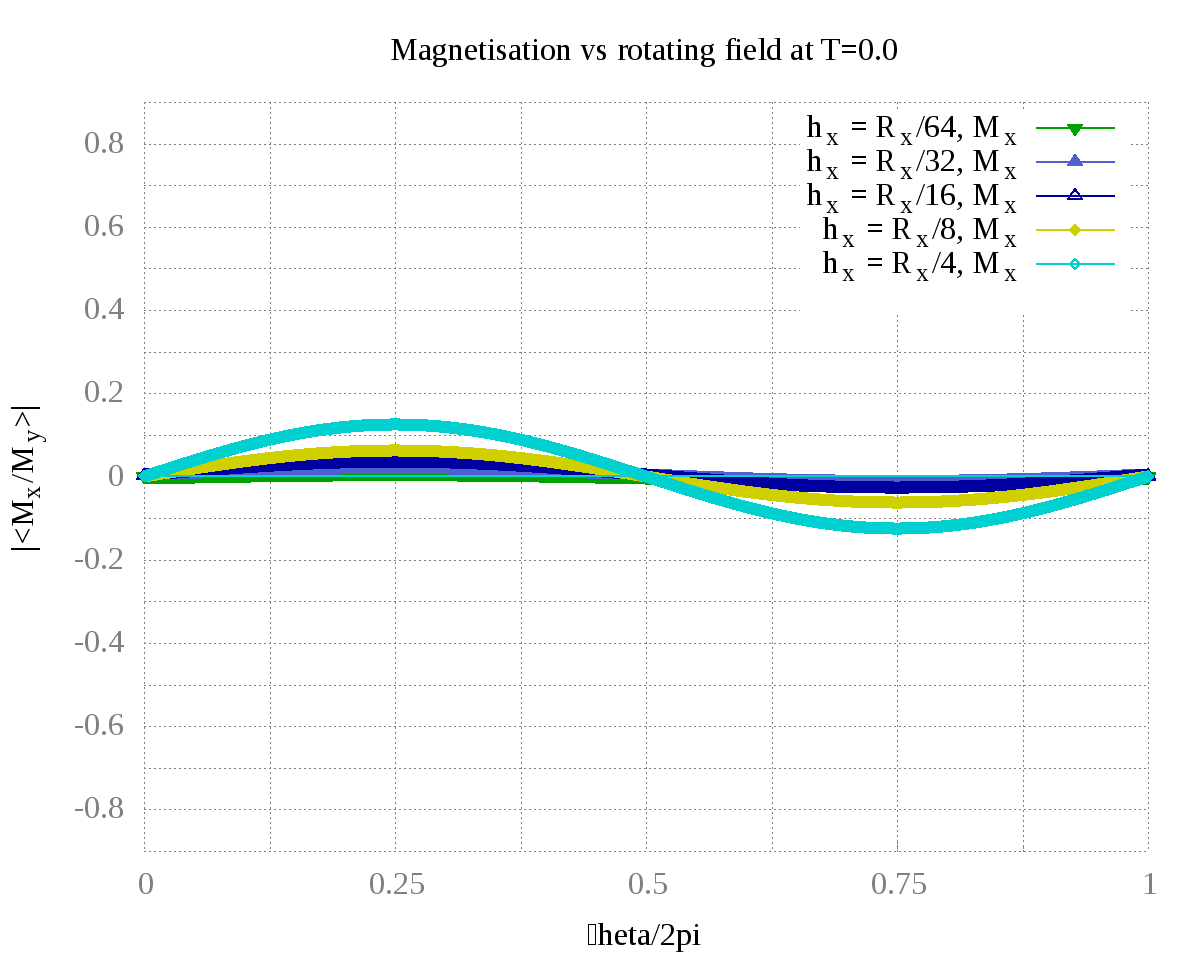 Magnetisation vs rotating field at T=0.0
h_x = R_x/64, M_x
h_x = R_x/32, M_x
h_x = R_x/16, M_x
h_x = R_x/8, M_x
h_x = R_x/4, M_x
0.8
0.6
0.4
0.2
0
-0.2
-0.4
-0.6
-0.8
|<M_x/M_y>|
0 0.25 0.5 0.75 1
▯heta/2pi